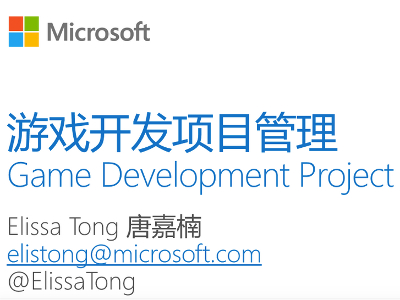 Microsoft
游戏开发项目管理
Game Development Project
Elissa Tong 唐嘉楠
elistong@microsoft.com
@ElissaTong